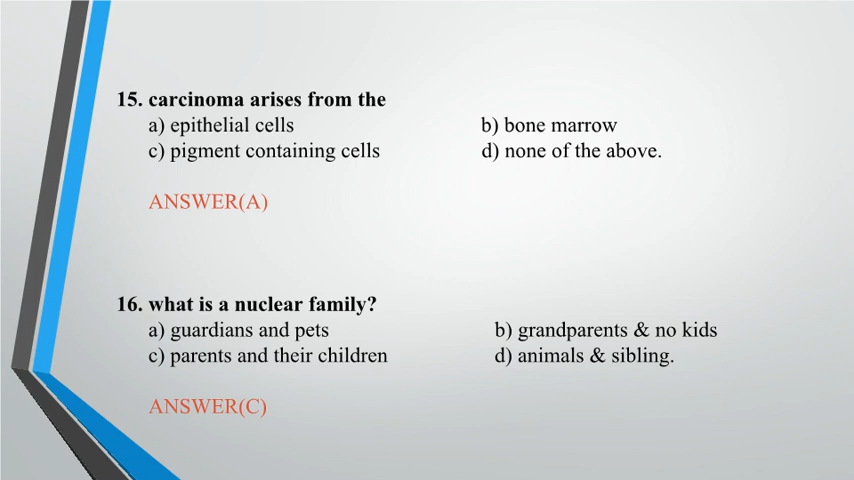 15. carcinoma arises from the
a) epithelial cells b) bone marrow
c) pigment containing cells d) none of the above.
ANSWER(A)
16. what is a nuclear family?
a) guardians and pets b) grandparents & no kids
c) parents and their children d) animals & sibling.
ANSWER(C)